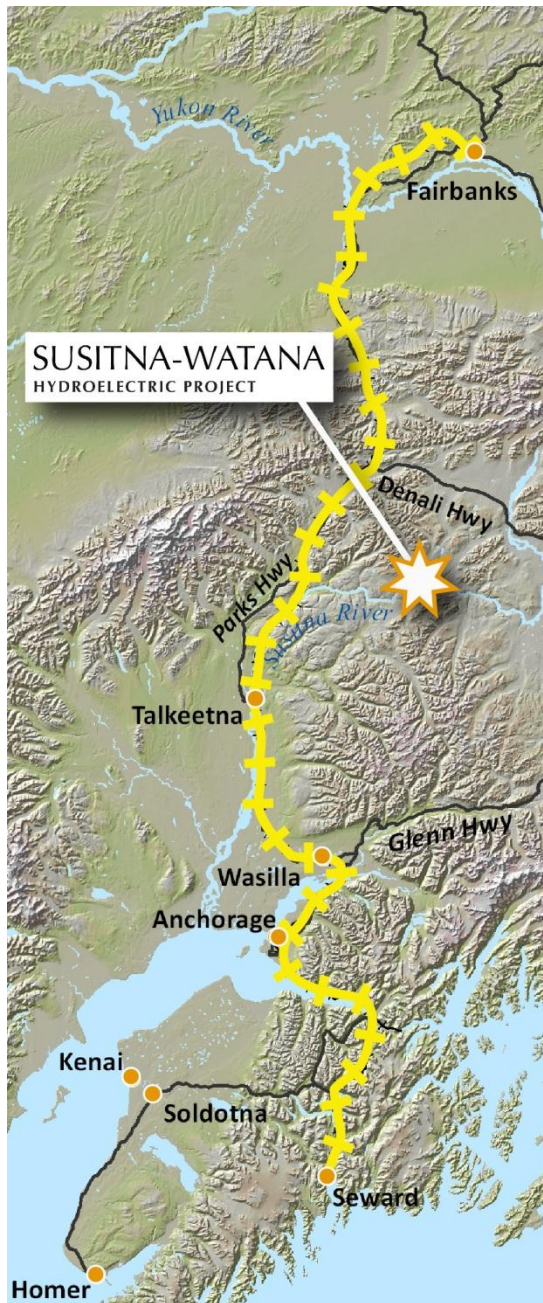 Yukon River
Fairbanks
SUSITNA-WATANA
HYDROELECTRIC PROJECT
Denali Hwy
Parks Hwy
Susitna River
Talkeetna
Glenn Hwy
Wasilla
Anchorage
Kenai
Soldotna
Seward
Homer